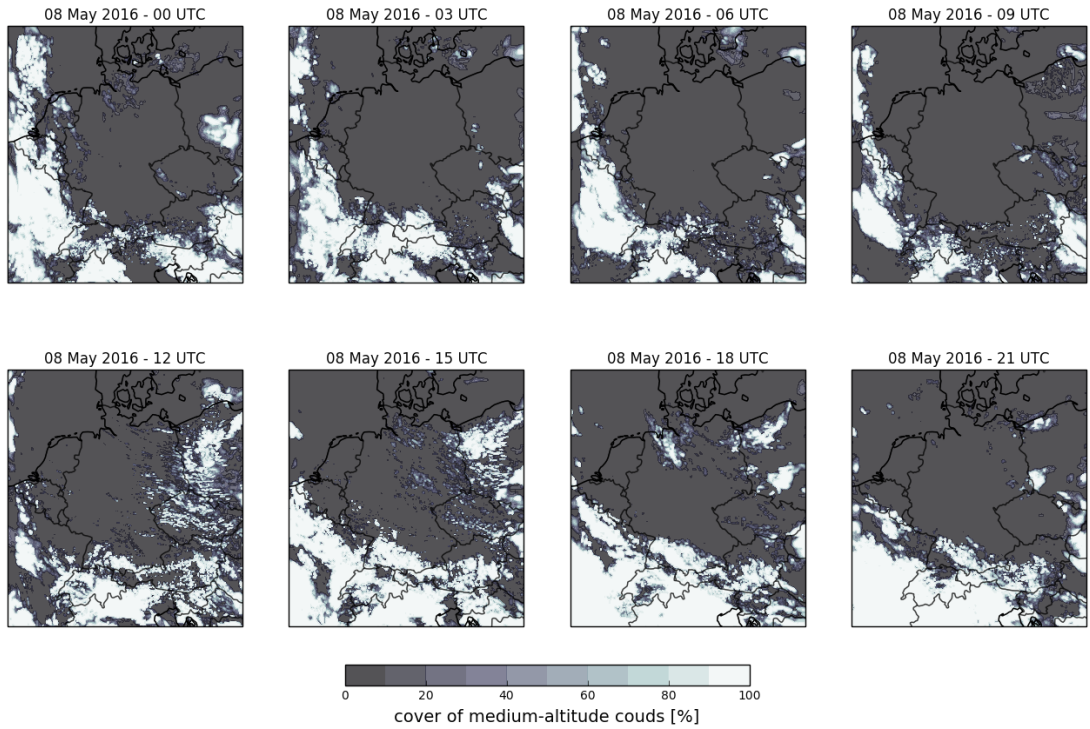 08 May 2016 - 00 UTC
08 May 2016 - 03 UTC
08 May 2016 - 06 UTC
08 May 2016 - 09 UTC
08 May 2016 - 12 UTC
08 May 2016 - 15 UTC
08 May 2016 - 18 UTC
08 May 2016 - 21 UTC
0 20 40 60 80 100
cover of medium-altitude couds [%]